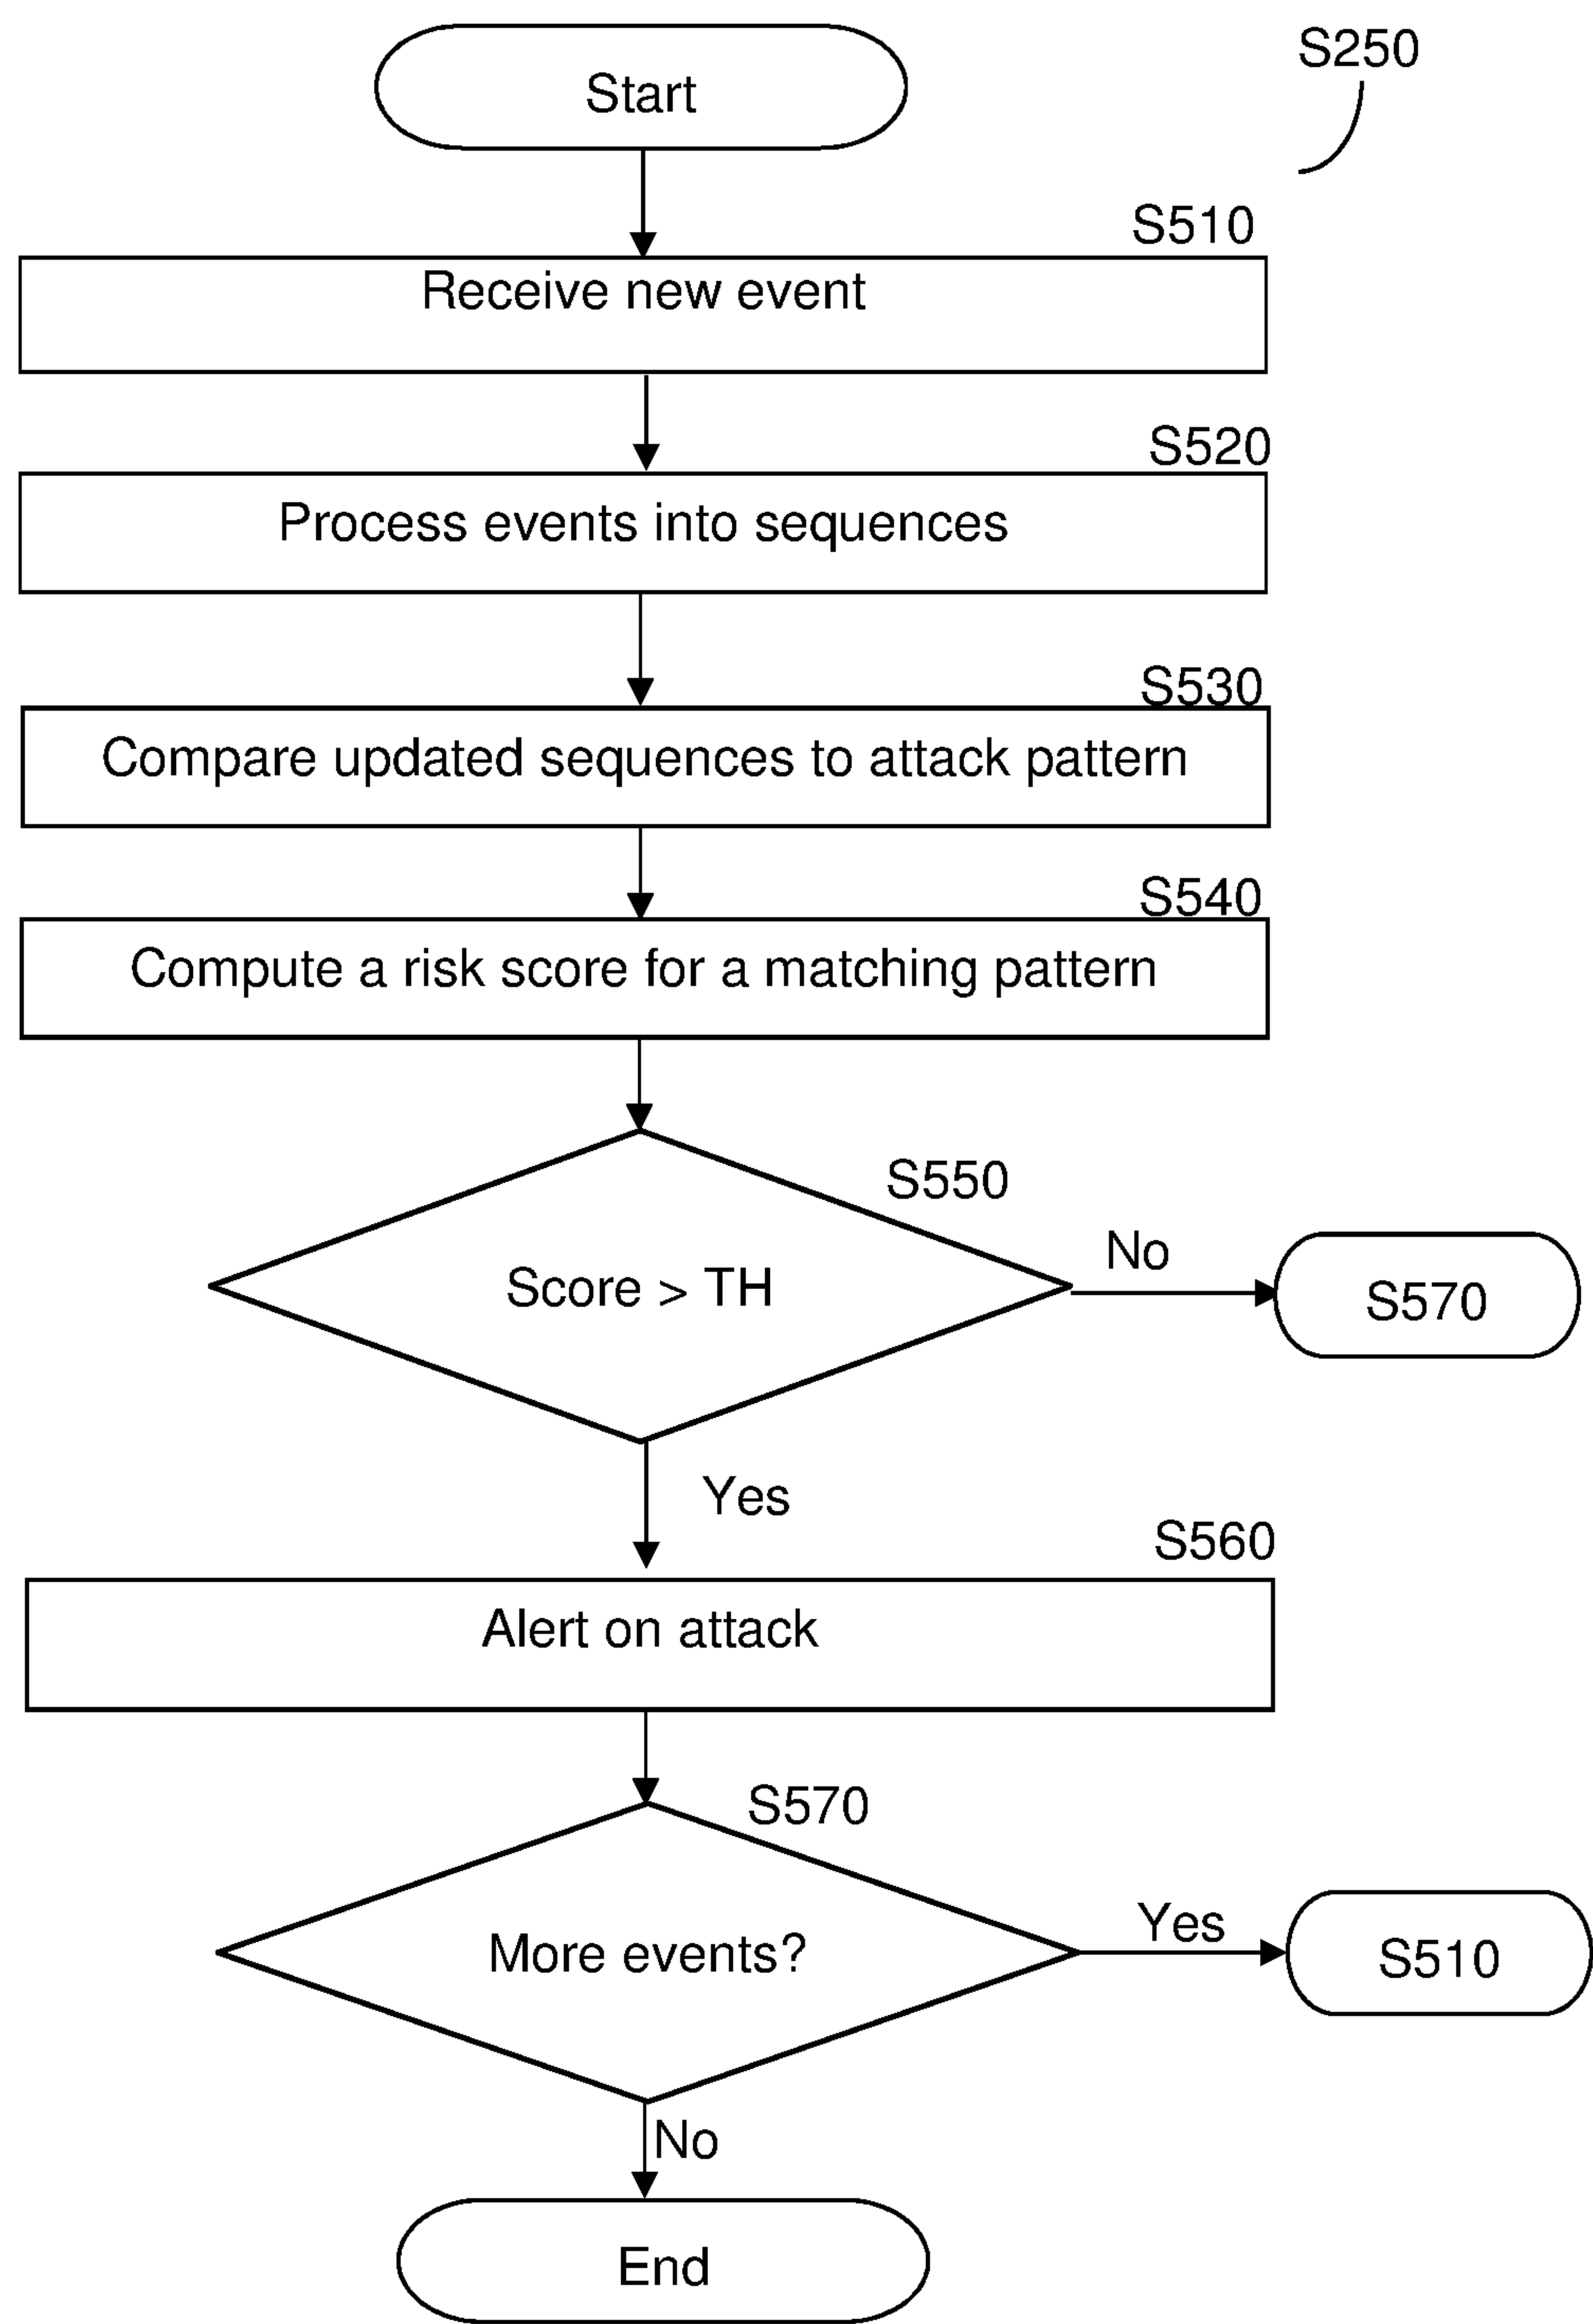 Start
S250
S510
Receive new event
S520
Process events into sequences
S530
Compare updated sequences to attack pattern
S540
Compute a risk score for a matching pattern
S550
Score > TH
No
S570
Yes
S560
Alert on attack
S570
More events?
Yes
S510
No
End